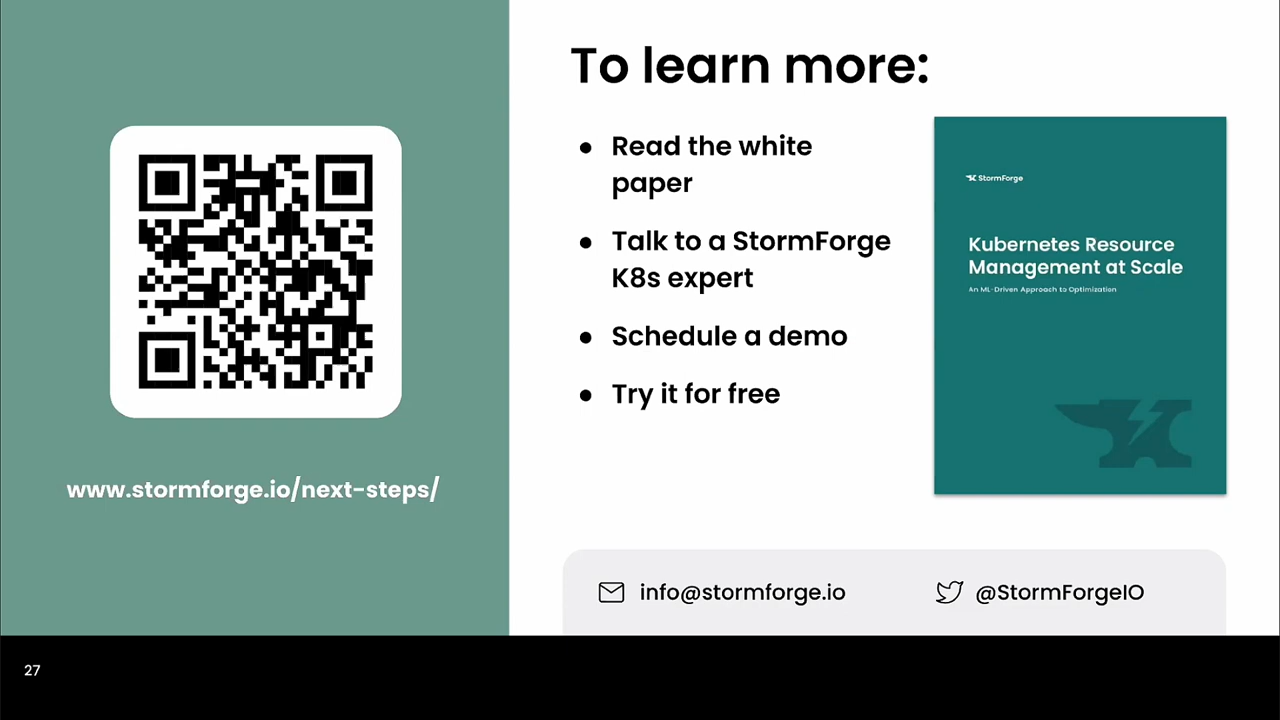 To learn more:
• Read the white
paper
• Talk to a StormForge
K8s expert
• Schedule a demo
• Try it for free
StormForge
Kubernetes Resource
Management at Scale
An ML-Driven Approach to Optimization
www.stormforge.io/next-steps/
info@stormforge.io
@StormForgeIO
27